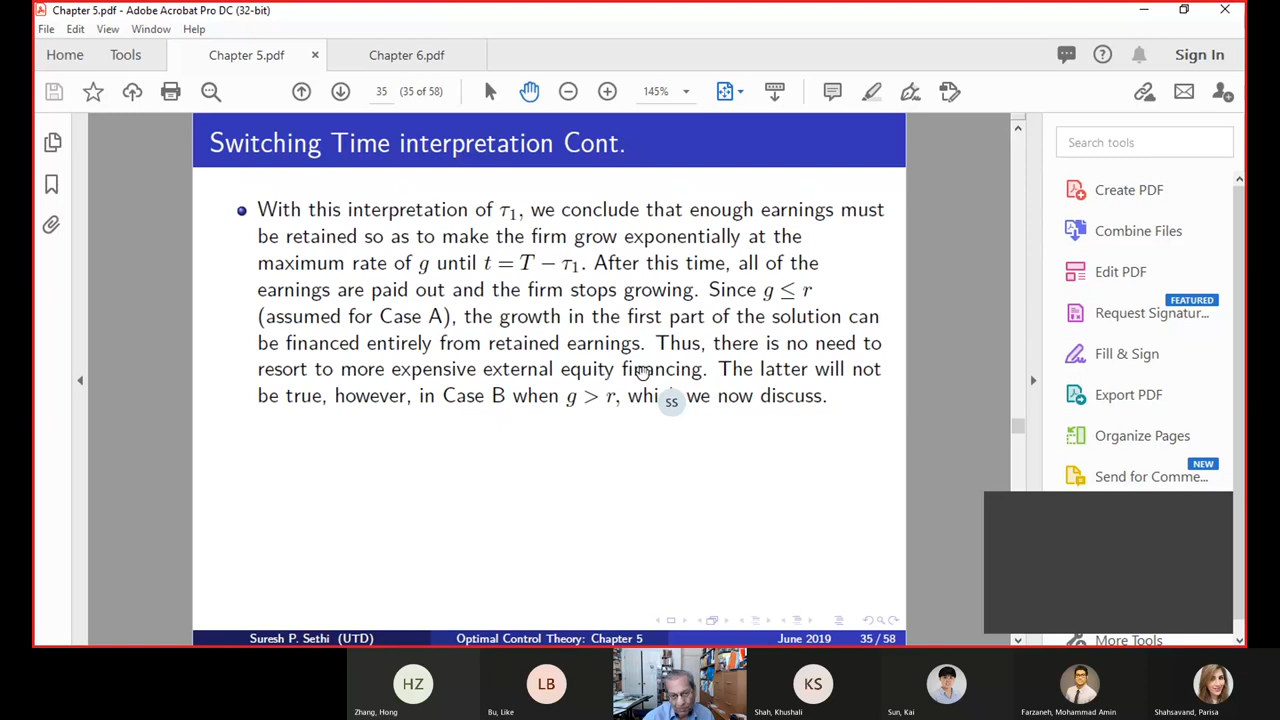 Chapter 5.pdf - Adobe Acrobat Pro DC (32-bit)
File Edit View Window Help
Home Tools Chapter 5.pdf × Chapter 6.pdf Sign In
35 (35 of 58) 145%
Switching Time interpretation Cont.
With this interpretation of τ₁, we conclude that enough earnings must
be retained so as to make the firm grow exponentially at the
maximum rate of g until t = T − τ₁. After this time, all of the
earnings are paid out and the firm stops growing. Since g ≤ r
(assumed for Case A), the growth in the first part of the solution can
be financed entirely from retained earnings. Thus, there is no need to
resort to more expensive external equity financing. The latter will not
be true, however, in Case B when g > r, we now discuss.
SS
Suresh P. Sethi (UTD) Optimal Control Theory: Chapter 5 June 2019 35 / 58
Search tools
Create PDF
Combine Files
Edit PDF
FEATURED
Request Signatur...
Fill & Sign
Export PDF
Organize Pages
NEW
Send for Comme...
More Tools
HZ LB KS
Zhang, Hong Bu, Like Shah, Khushali Sun, Kai Farzaneh, Mohammad Amin Shahsavand, Parisa